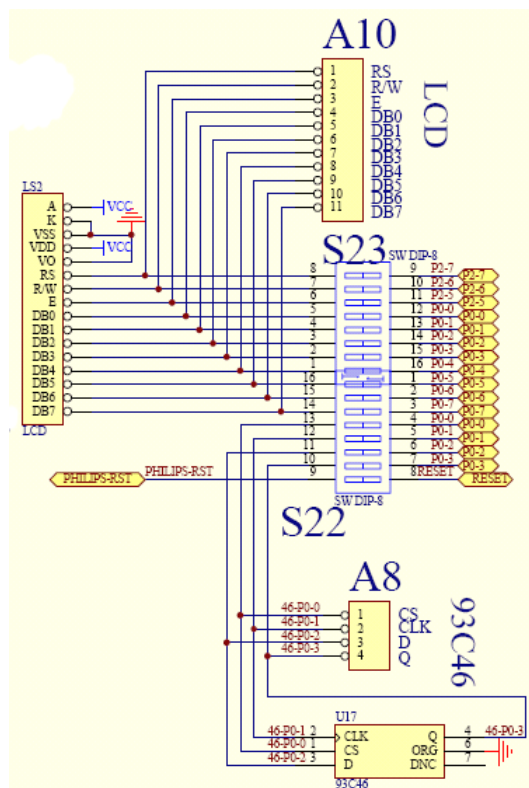 A10
1 RS
2 R/W
3 E
4 DB0
5 DB1
6 DB2
7 DB3
8 DB4
9 DB5
10 DB6
11 DB7
LCD
LS2
A VCC
K
VSS
VDD VCC
VO
RS
R/W
E
DB0
DB1
DB2
DB3
DB4
DB5
DB6
DB7
LCD
S23
SW DIP-8
8 9 P2-7 P2-7
7 10 P2-6 P2-6
6 11 P2-5 P2-5
5 12 P0-0 P0-0
4 13 P0-1 P0-1
3 14 P0-2 P0-2
2 15 P0-3 P0-3
1 16 P0-4 P0-4
16 1 P0-5 P0-5
15 2 P0-6 P0-6
14 3 P0-7 P0-7
13 4 P0-0 P0-0
12 5 P0-1 P0-1
11 6 P0-2 P0-2
10 7 P0-3 P0-3
PHILIPS-RST PHILIPS-RST 9 8 RESET RESET
SW DIP-8
S22
A8
46-P0-0 1 CS
46-P0-1 2 CLK
46-P0-2 3 D
46-P0-3 4 Q
93C46
U17
46-P0-1 2 CLK Q 4 46-P0-3
46-P0-0 1 CS ORG 6
46-P0-2 3 D DNC 7
93C46